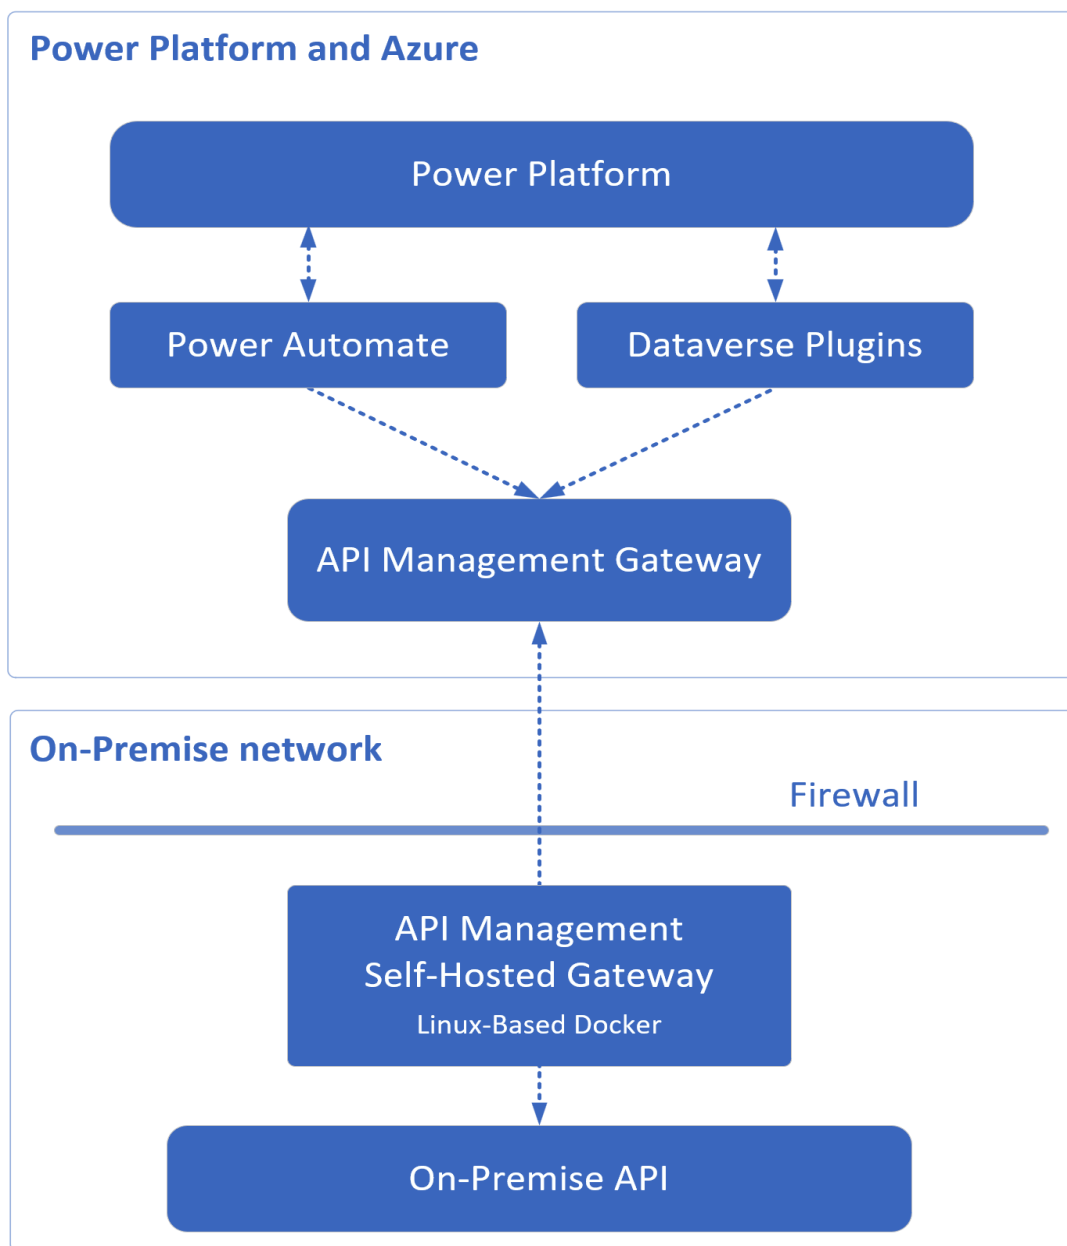 Power Platform and Azure
Power Platform
Power Automate
Dataverse Plugins
API Management Gateway
On-Premise network
Firewall
API Management
Self-Hosted Gateway
Linux-Based Docker
On-Premise API